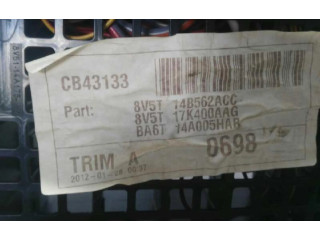 CB43133
Part: 8V5T 14B562ACC
8V5T 17K400AAG
BA6T 14A005HAB
0698
TRIM A